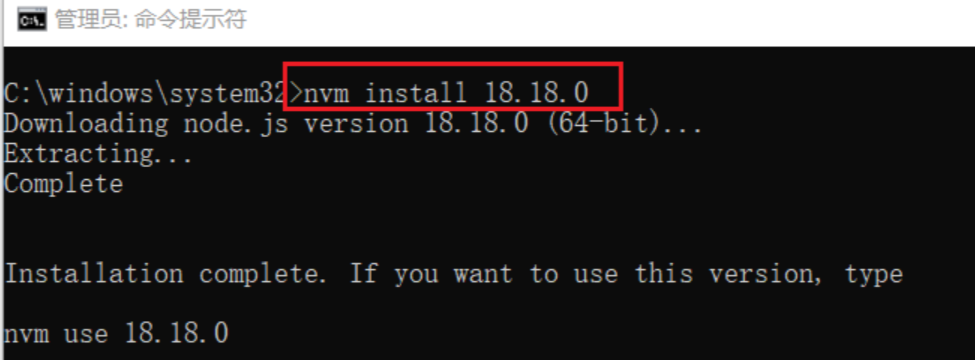 管理员: 命令提示符
C:\windows\system32>nvm install 18.18.0
Downloading node.js version 18.18.0 (64-bit)...
Extracting...
Complete
Installation complete. If you want to use this version, type
nvm use 18.18.0